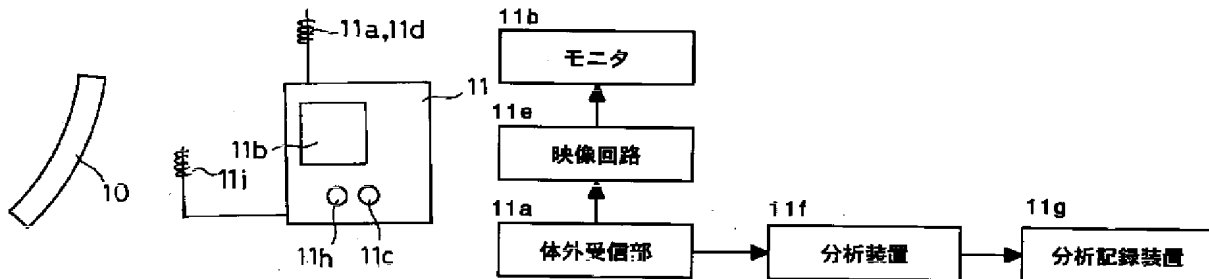 11a,11d
11
11b
11i
10
11h
11c
11b
モニタ
11e
映像回路
11a
体外受信部
11f
分析装置
11g
分析記録装置